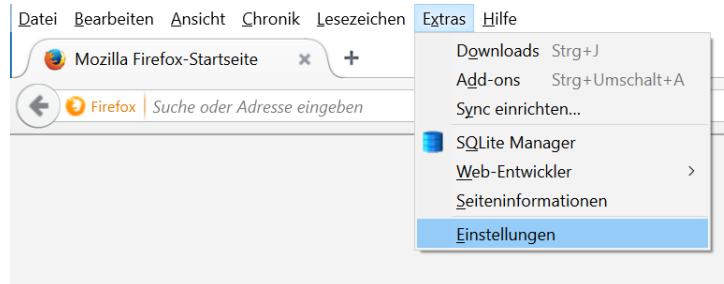 Datei Bearbeiten Ansicht Chronik Lesezeichen Extras Hilfe
Mozilla Firefox-Startseite
Firefox Suche oder Adresse eingeben
Downloads Strg+J
Add-ons Strg+Umschalt+A
Sync einrichten...
SQLite Manager
Web-Entwickler
Seiteninformationen
Einstellungen